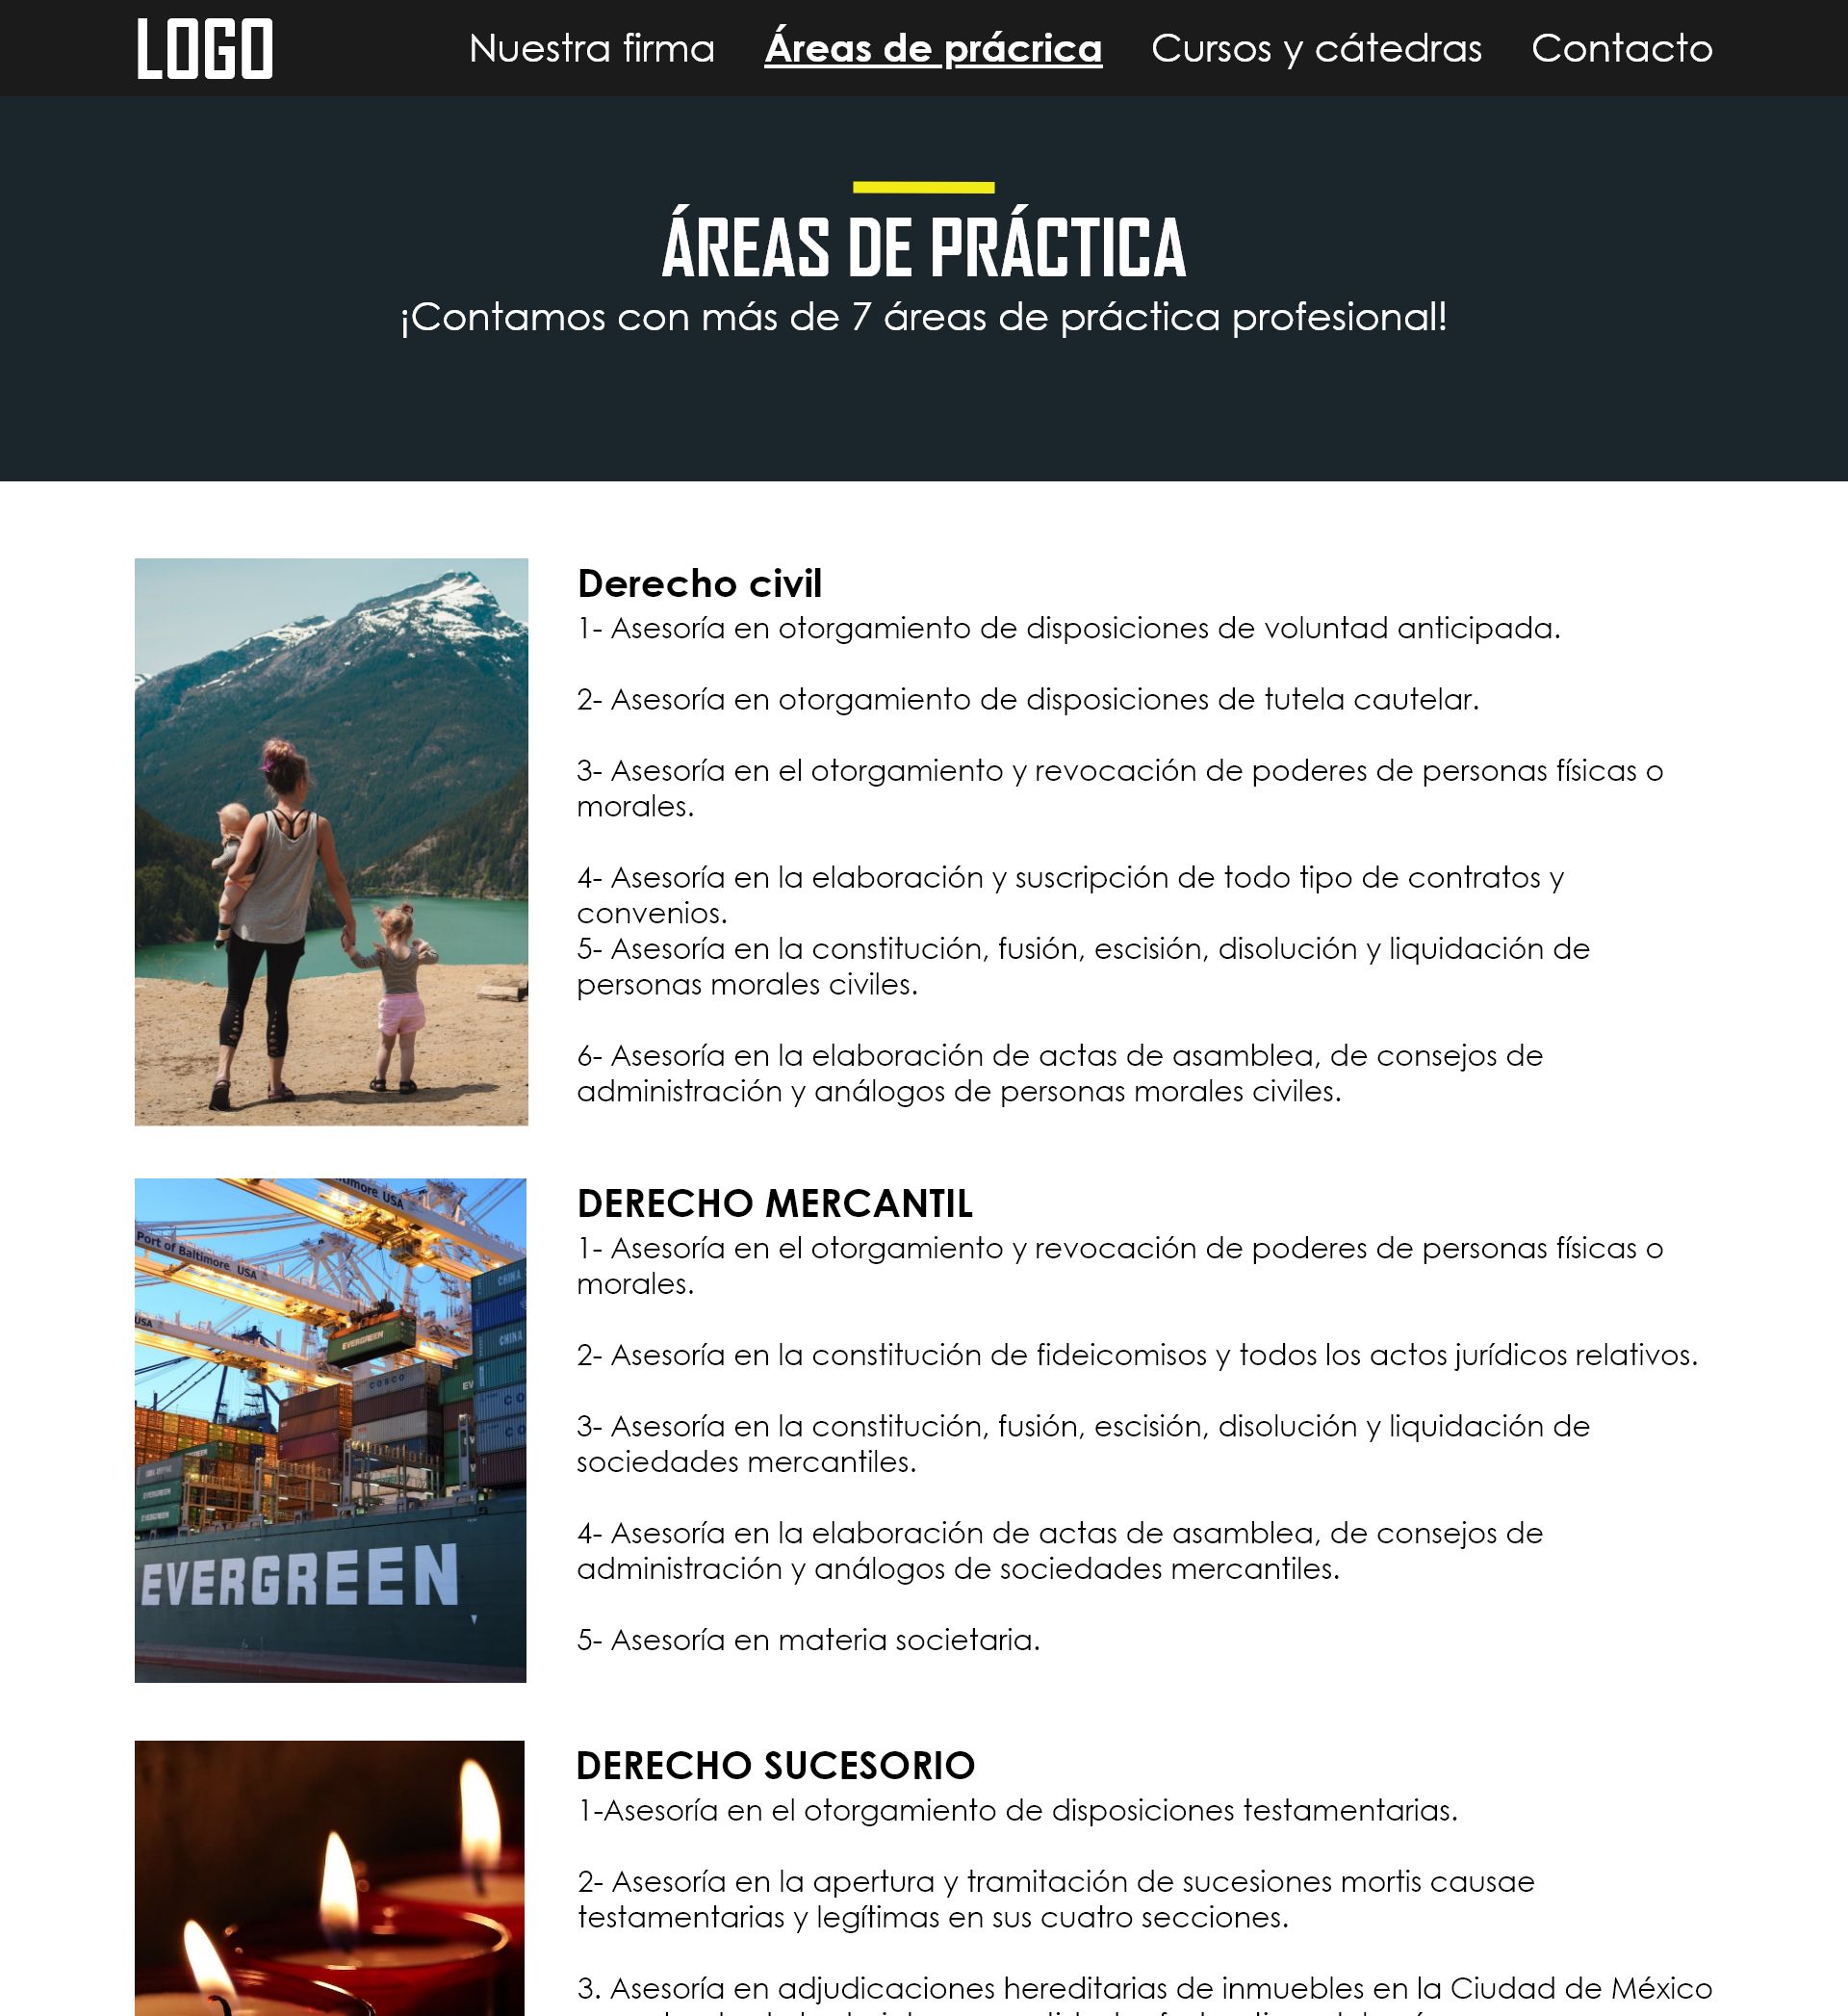 LOGO
Nuestra firma
Áreas de prácrica
Cursos y cátedras
Contacto
ÁREAS DE PRÁCTICA
¡Contamos con más de 7 áreas de práctica profesional!
Derecho civil
1- Asesoría en otorgamiento de disposiciones de voluntad anticipada.
2- Asesoría en otorgamiento de disposiciones de tutela cautelar.
3- Asesoría en el otorgamiento y revocación de poderes de personas físicas o
morales.
4- Asesoría en la elaboración y suscripción de todo tipo de contratos y
convenios.
5- Asesoría en la constitución, fusión, escisión, disolución y liquidación de
personas morales civiles.
6- Asesoría en la elaboración de actas de asamblea, de consejos de
administración y análogos de personas morales civiles.
timore USA
Port of Baltimore USA
USA
CHINA
EVERGREEN
CHINA
COSCO
EVERGREEN
EVERGREEN
EVERGREEN
EVERGREEN
DERECHO MERCANTIL
1- Asesoría en el otorgamiento y revocación de poderes de personas físicas o
morales.
2- Asesoría en la constitución de fideicomisos y todos los actos jurídicos relativos.
3- Asesoría en la constitución, fusión, escisión, disolución y liquidación de
sociedades mercantiles.
4- Asesoría en la elaboración de actas de asamblea, de consejos de
administración y análogos de sociedades mercantiles.
5- Asesoría en materia societaria.
DERECHO SUCESORIO
1-Asesoría en el otorgamiento de disposiciones testamentarias.
2- Asesoría en la apertura y tramitación de sucesiones mortis causae
testamentarias y legítimas en sus cuatro secciones.
3. Asesoría en adjudicaciones hereditarias de inmuebles en la Ciudad de México